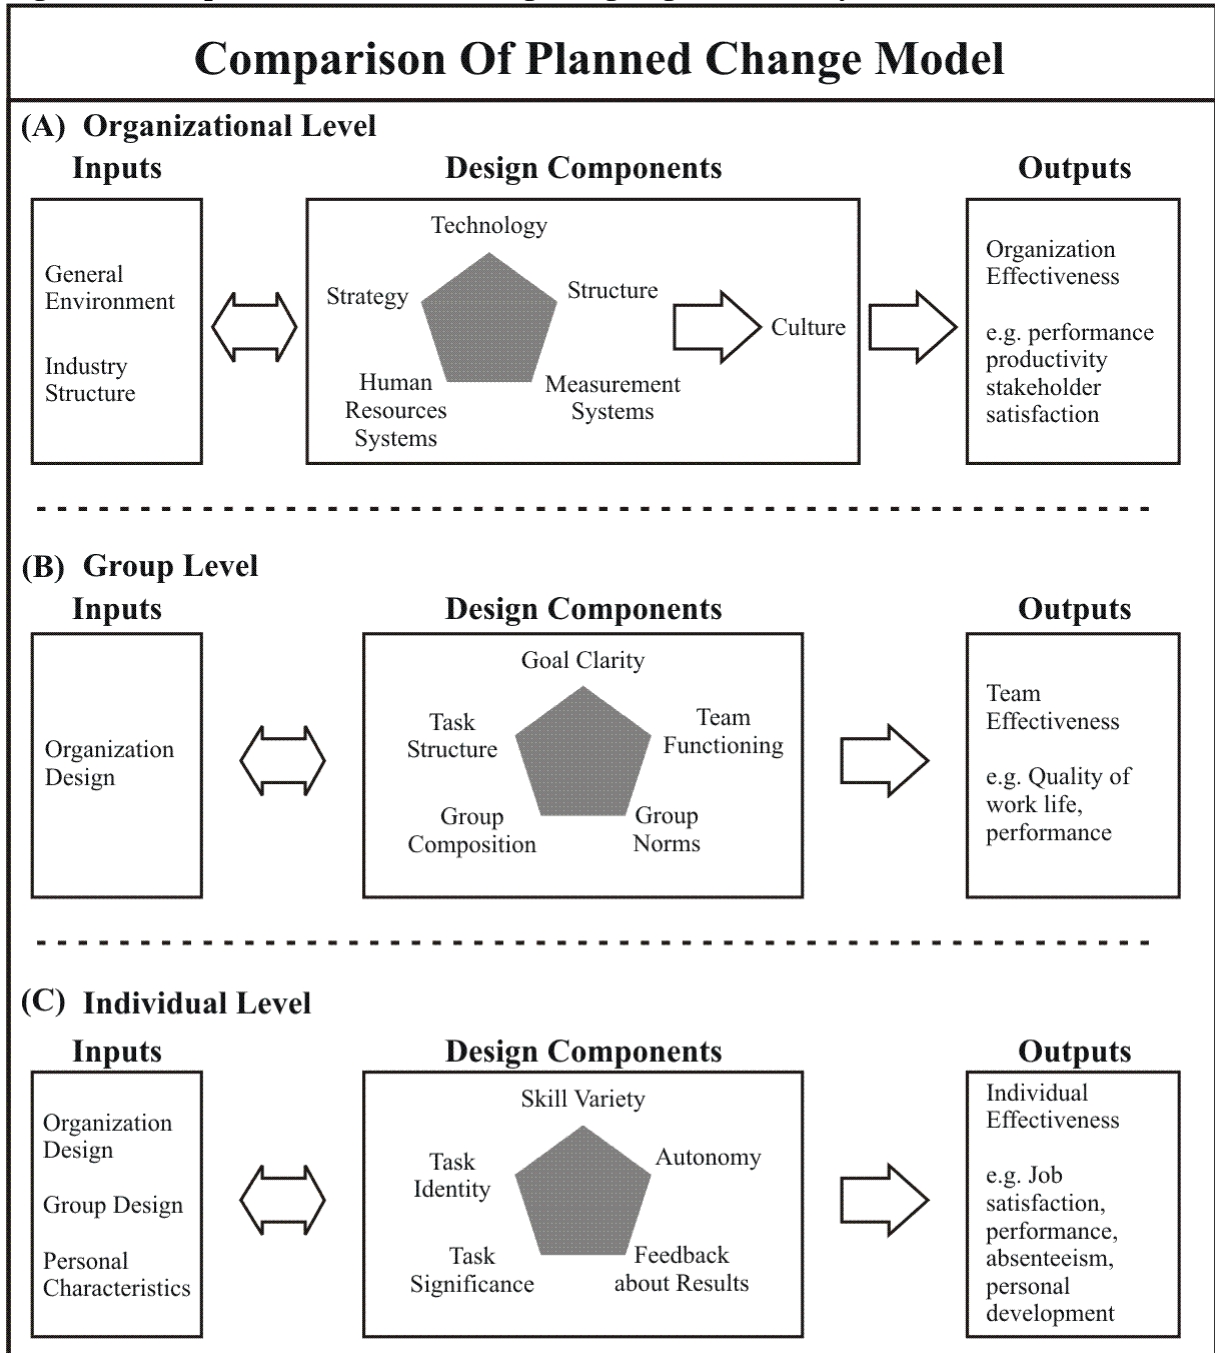 Comparison Of Planned Change Model
(A) Organizational Level
Inputs
Design Components
Outputs
General
Environment
Industry
Structure
Technology
Strategy
Structure
Human
Resources
Systems
Measurement
Systems
Culture
Organization
Effectiveness
e.g. performance
productivity
stakeholder
satisfaction
(B) Group Level
Inputs
Design Components
Outputs
Organization
Design
Goal Clarity
Task
Structure
Team
Functioning
Group
Composition
Group
Norms
Team
Effectiveness
e.g. Quality of
work life,
performance
(C) Individual Level
Inputs
Design Components
Outputs
Organization
Design
Group Design
Personal
Characteristics
Skill Variety
Task
Identity
Autonomy
Task
Significance
Feedback
about Results
Individual
Effectiveness
e.g. Job
satisfaction,
performance,
absenteeism,
personal
development